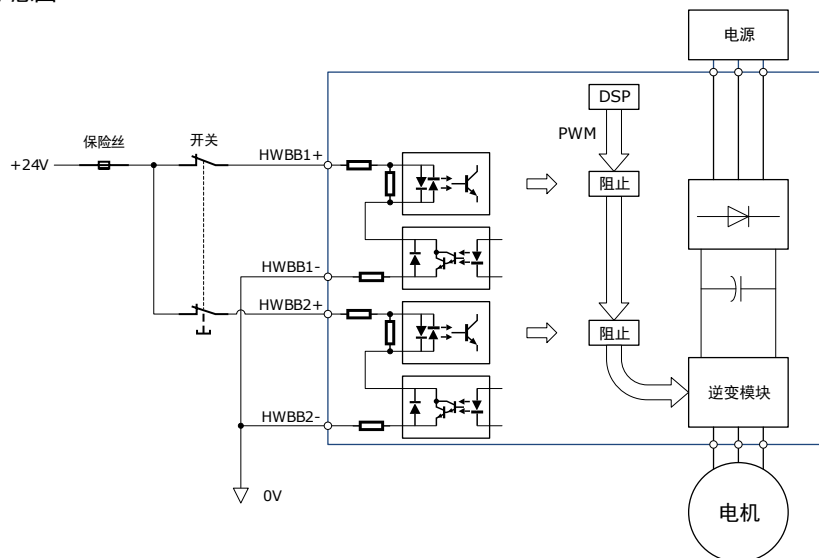 电源
DSP
PWM
保险丝
开关
+24V
HWBB1+
阻止
HWBB1-
HWBB2+
阻止
逆变模块
HWBB2-
0V
电机